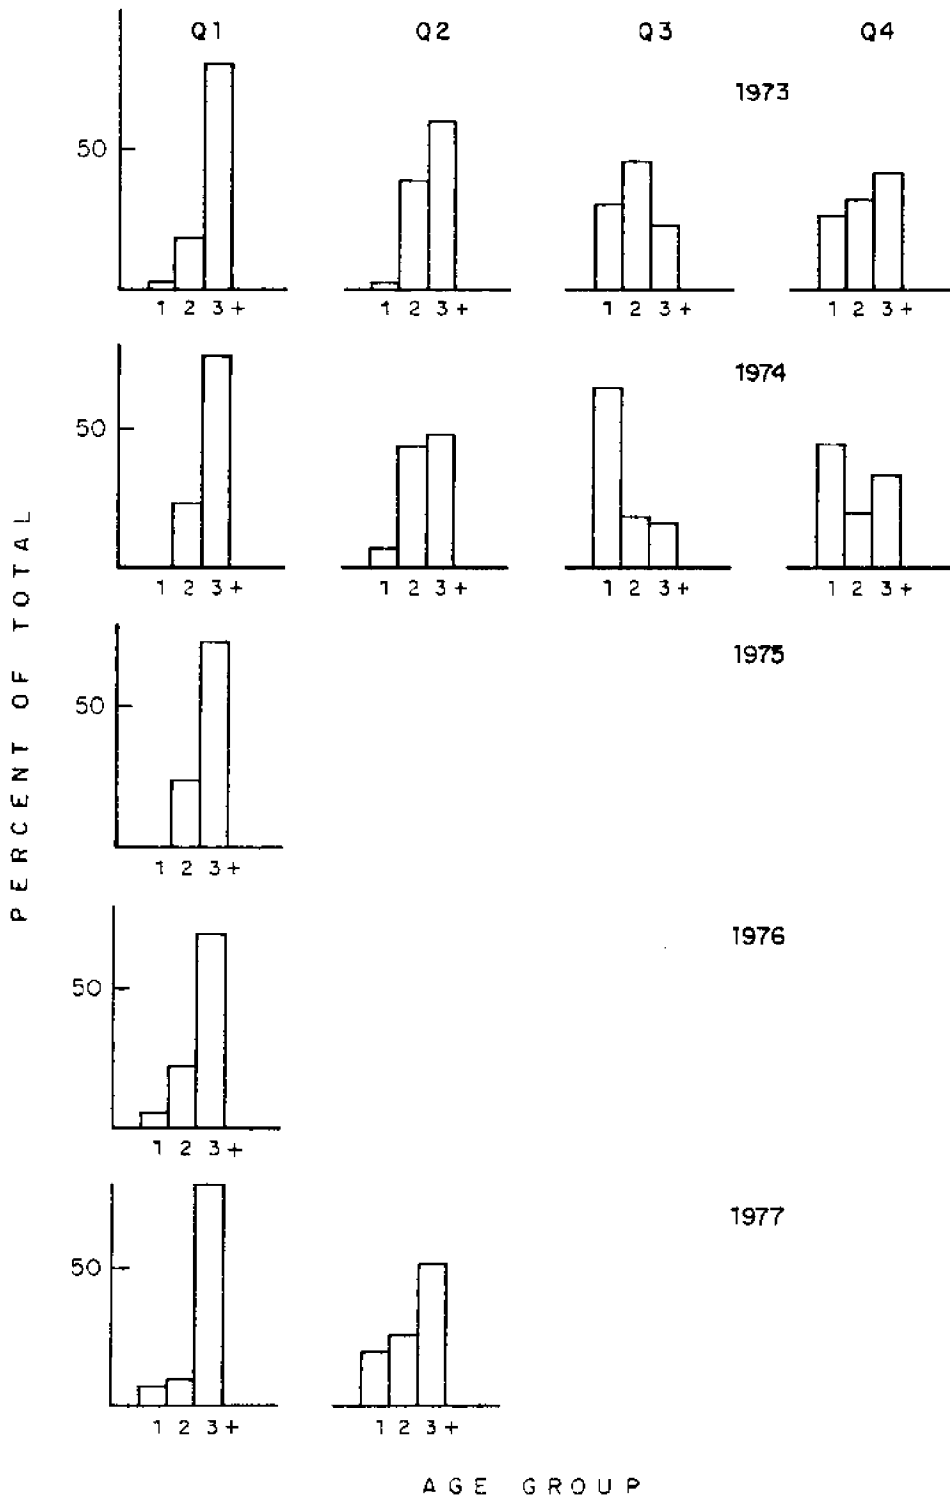 Q1 Q2 Q3 Q4
1973
50
1 2 3+ 1 2 3+ 1 2 3+ 1 2 3+
1974
50
1 2 3+ 1 2 3+ 1 2 3+ 1 2 3+
1975
50
1 2 3+
1976
50
1 2 3+
1977
50
1 2 3+ 1 2 3+
PERCENT OF TOTAL
AGE GROUP